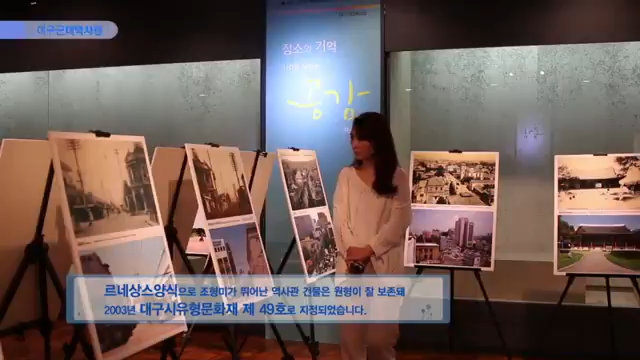 대구근대역사관
장소의 기억
공감
르네상스양식으로 조형미가 뛰어난 역사관 건물은 원형이 잘 보존돼
2003년 대구시유형문화재 제 49호로 지정되었습니다.